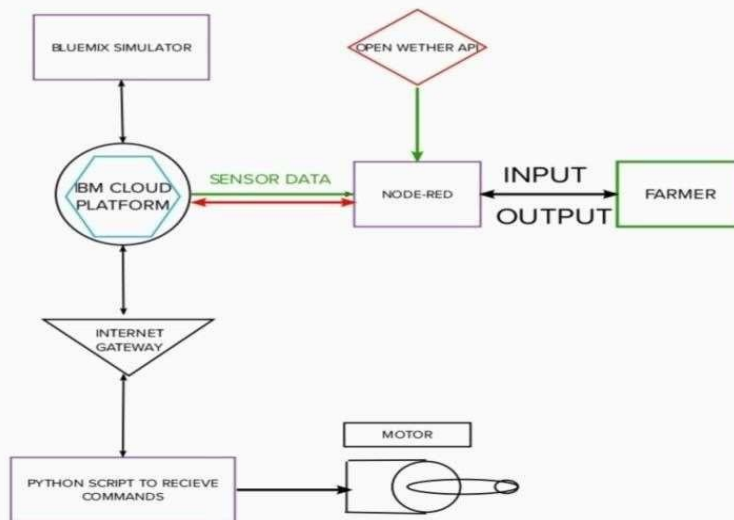 BLUEMIX SIMULATOR
OPEN WETHER API
IBM CLOUD
PLATFORM
SENSOR DATA
NODE-RED
INPUT
OUTPUT
FARMER
INTERNET
GATEWAY
MOTOR
PYTHON SCRIPT TO RECIEVE
COMMANDS